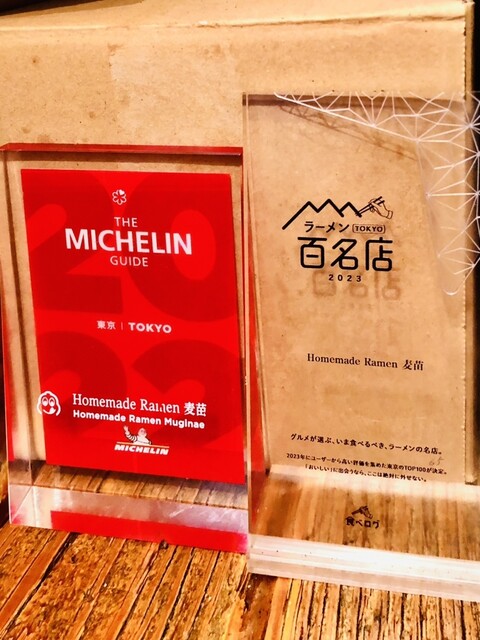 THE
MICHELIN
GUIDE
東京 | TOKYO
Homemade Ramen 麦苗
Homemade Ramen Muginae
MICHELIN
ラーメン TOKYO
百名店
2023
Homemade Ramen 麦苗
グルメが選ぶ、いま食べるべき、ラーメンの名店。
2023年にユーザーから高い評価を集めた東京のTOP100が決定。
「おいしい」に出会うなら、ここは絶対に外せない。
食べログ